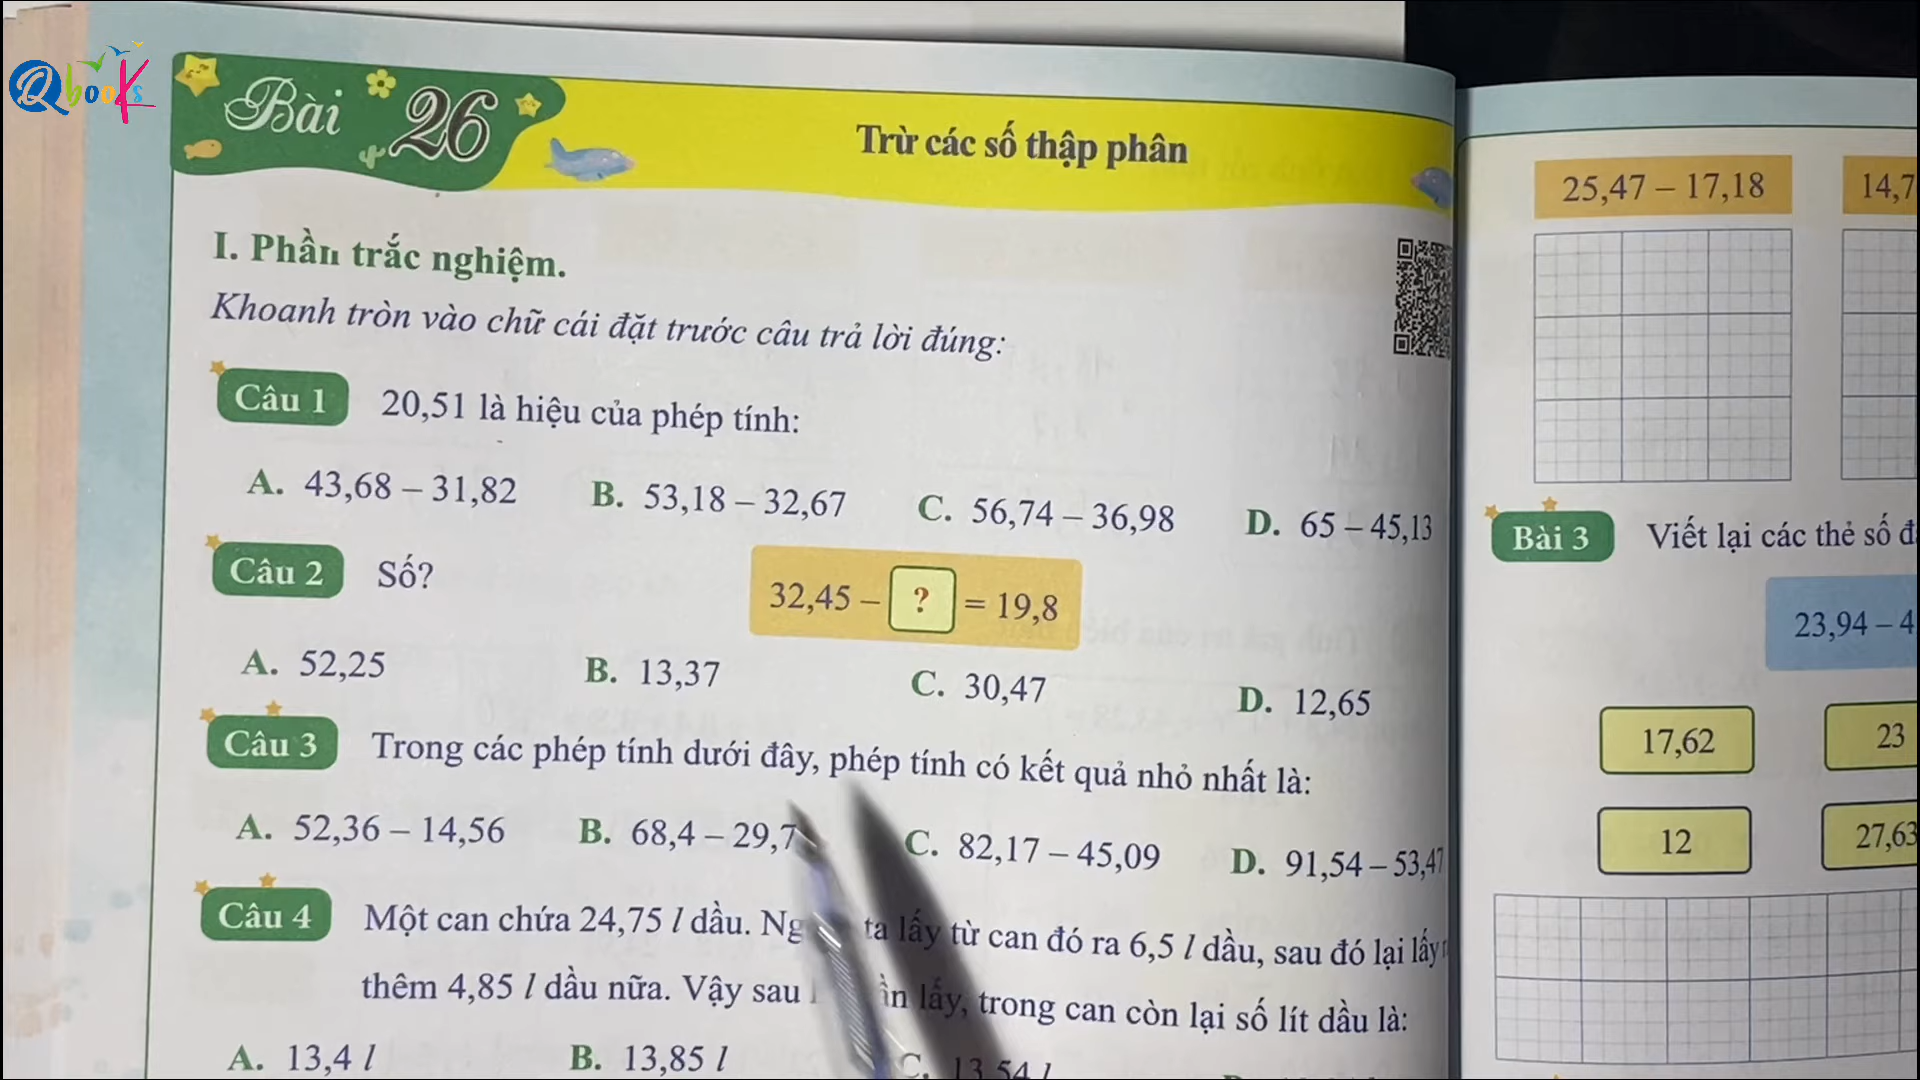 Qbooks
Bài 26
Trừ các số thập phân
I. Phần trắc nghiệm.
Khoanh tròn vào chữ cái đặt trước câu trả lời đúng:
Câu 1 20,51 là hiệu của phép tính:
A. 43,68 – 31,82 B. 53,18 – 32,67 C. 56,74 – 36,98 D. 65 – 45,13
Câu 2 Số? 32,45 – ? = 19,8
A. 52,25 B. 13,37 C. 30,47 D. 12,65
Câu 3 Trong các phép tính dưới đây, phép tính có kết quả nhỏ nhất là:
A. 52,36 – 14,56 B. 68,4 – 29,7 C. 82,17 – 45,09 D. 91,54 – 53,47
Câu 4 Một can chứa 24,75 l dầu. ta lấy từ can đó ra 6,5 l dầu, sau đó lại lấy
thêm 4,85 l dầu nữa. Vậy sau lấy, trong can còn lại số lít dầu là:
A. 13,4 l B. 13,85 l C. 13,54 l
25,47 – 17,18 14,7
Bài 3 Viết lại các thẻ số
23,94 – 4
17,62 23
12 27,63